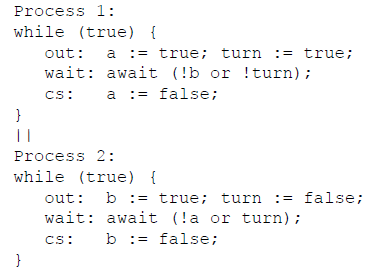 Process 1:
while (true) {
   out:  a := true; turn := true;
   wait: await (!b or !turn);
   cs:   a := false;
}
||
Process 2:
while (true) {
   out:  b := true; turn := false;
   wait: await (!a or turn);
   cs:   b := false;
}